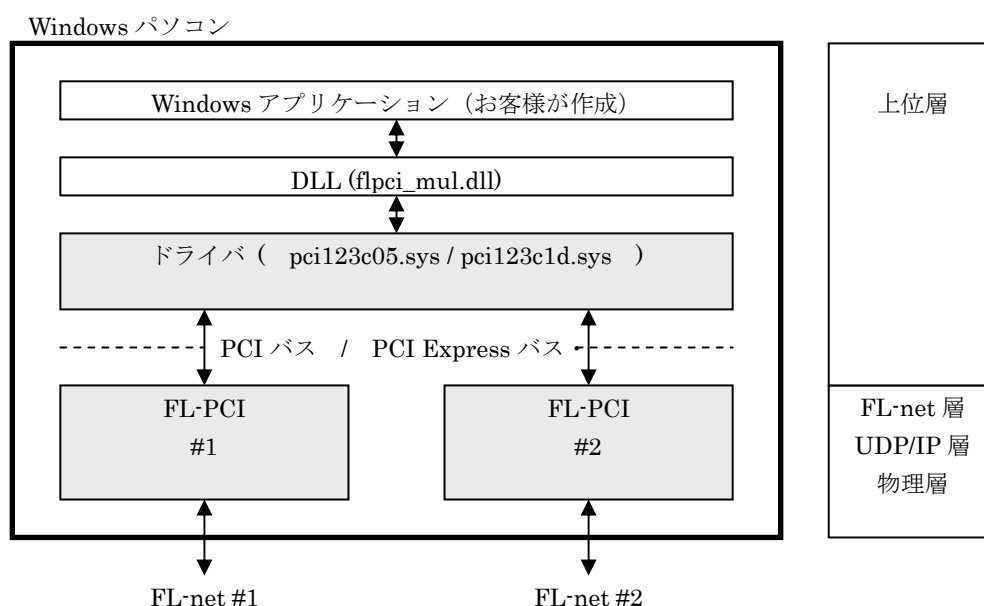 Windows パソコン
Windows アプリケーション（お客様が作成）
DLL (flpci_mul.dll)
ドライバ（ pci123c05.sys / pci123c1d.sys ）
PCI バス / PCI Express バス
FL-PCI
#1
FL-PCI
#2
FL-net #1
FL-net #2
上位層
FL-net 層
UDP/IP 層
物理層